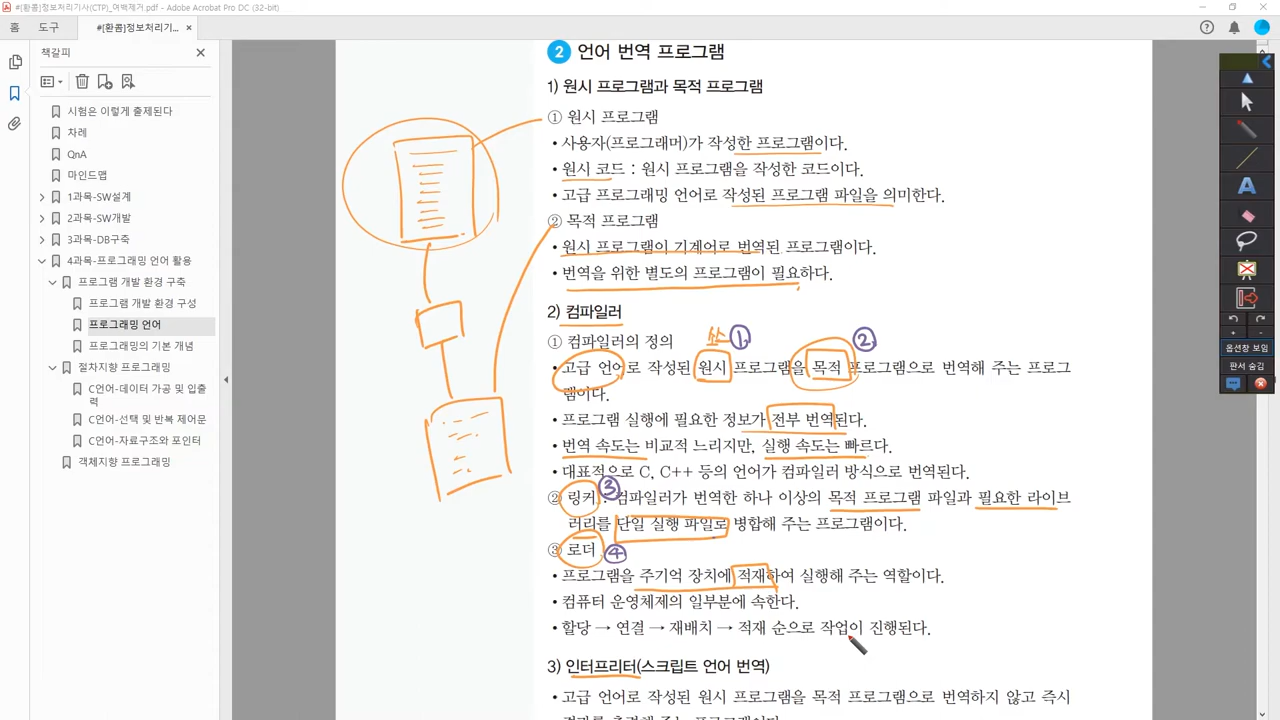 #[환콤]정보처리기사(CTP)_여백제거.pdf - Adobe Acrobat Pro DC (32-bit)
홈
도구
#[환콤]정보처리기...
책갈피
시험은 이렇게 출제된다
차례
QnA
마인드맵
1과목-SW설계
2과목-SW개발
3과목-DB구축
4과목-프로그래밍 언어 활용
프로그램 개발 환경 구축
프로그램 개발 환경 구성
프로그래밍 언어
프로그래밍의 기본 개념
절차지향 프로그래밍
C언어-데이터 가공 및 입출
력
C언어-선택 및 반복 제어문
C언어-자료구조와 포인터
객체지향 프로그래밍
2 언어 번역 프로그램
1) 원시 프로그램과 목적 프로그램
① 원시 프로그램
• 사용자(프로그래머)가 작성한 프로그램이다.
• 원시 코드 : 원시 프로그램을 작성한 코드이다.
• 고급 프로그래밍 언어로 작성된 프로그램 파일을 의미한다.
② 목적 프로그램
• 원시 프로그램이 기계어로 번역된 프로그램이다.
• 번역을 위한 별도의 프로그램이 필요하다.
2) 컴파일러
소스 ① ②
① 컴파일러의 정의
• 고급 언어로 작성된 원시 프로그램을 목적 프로그램으로 번역해 주는 프로그
램이다.
• 프로그램 실행에 필요한 정보가 전부 번역된다.
• 번역 속도는 비교적 느리지만, 실행 속도는 빠르다.
• 대표적으로 C, C++ 등의 언어가 컴파일러 방식으로 번역된다.
② 링커 ③ : 컴파일러가 번역한 하나 이상의 목적 프로그램 파일과 필요한 라이브
러리를 단일 실행 파일로 병합해 주는 프로그램이다.
③ 로더 ④
• 프로그램을 주기억 장치에 적재하여 실행해 주는 역할이다.
• 컴퓨터 운영체제의 일부분에 속한다.
• 할당 → 연결 → 재배치 → 적재 순으로 작업이 진행된다.
3) 인터프리터(스크립트 언어 번역)
• 고급 언어로 작성된 원시 프로그램을 목적 프로그램으로 번역하지 않고 즉시
옵션창 보임
판서 숨김